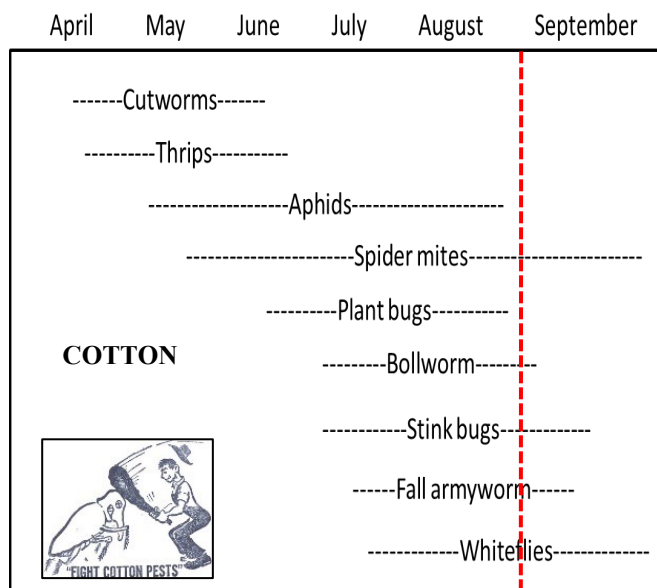 April May June July August September
-------Cutworms-------
----------Thrips----------
--------------------Aphids----------------------
------------------------Spider mites-------------------------
----------Plant bugs-----------
---------Bollworm---------
------------Stink bugs-------------
------Fall armyworm------
-------------Whiteflies--------------
COTTON
"FIGHT COTTON PESTS"